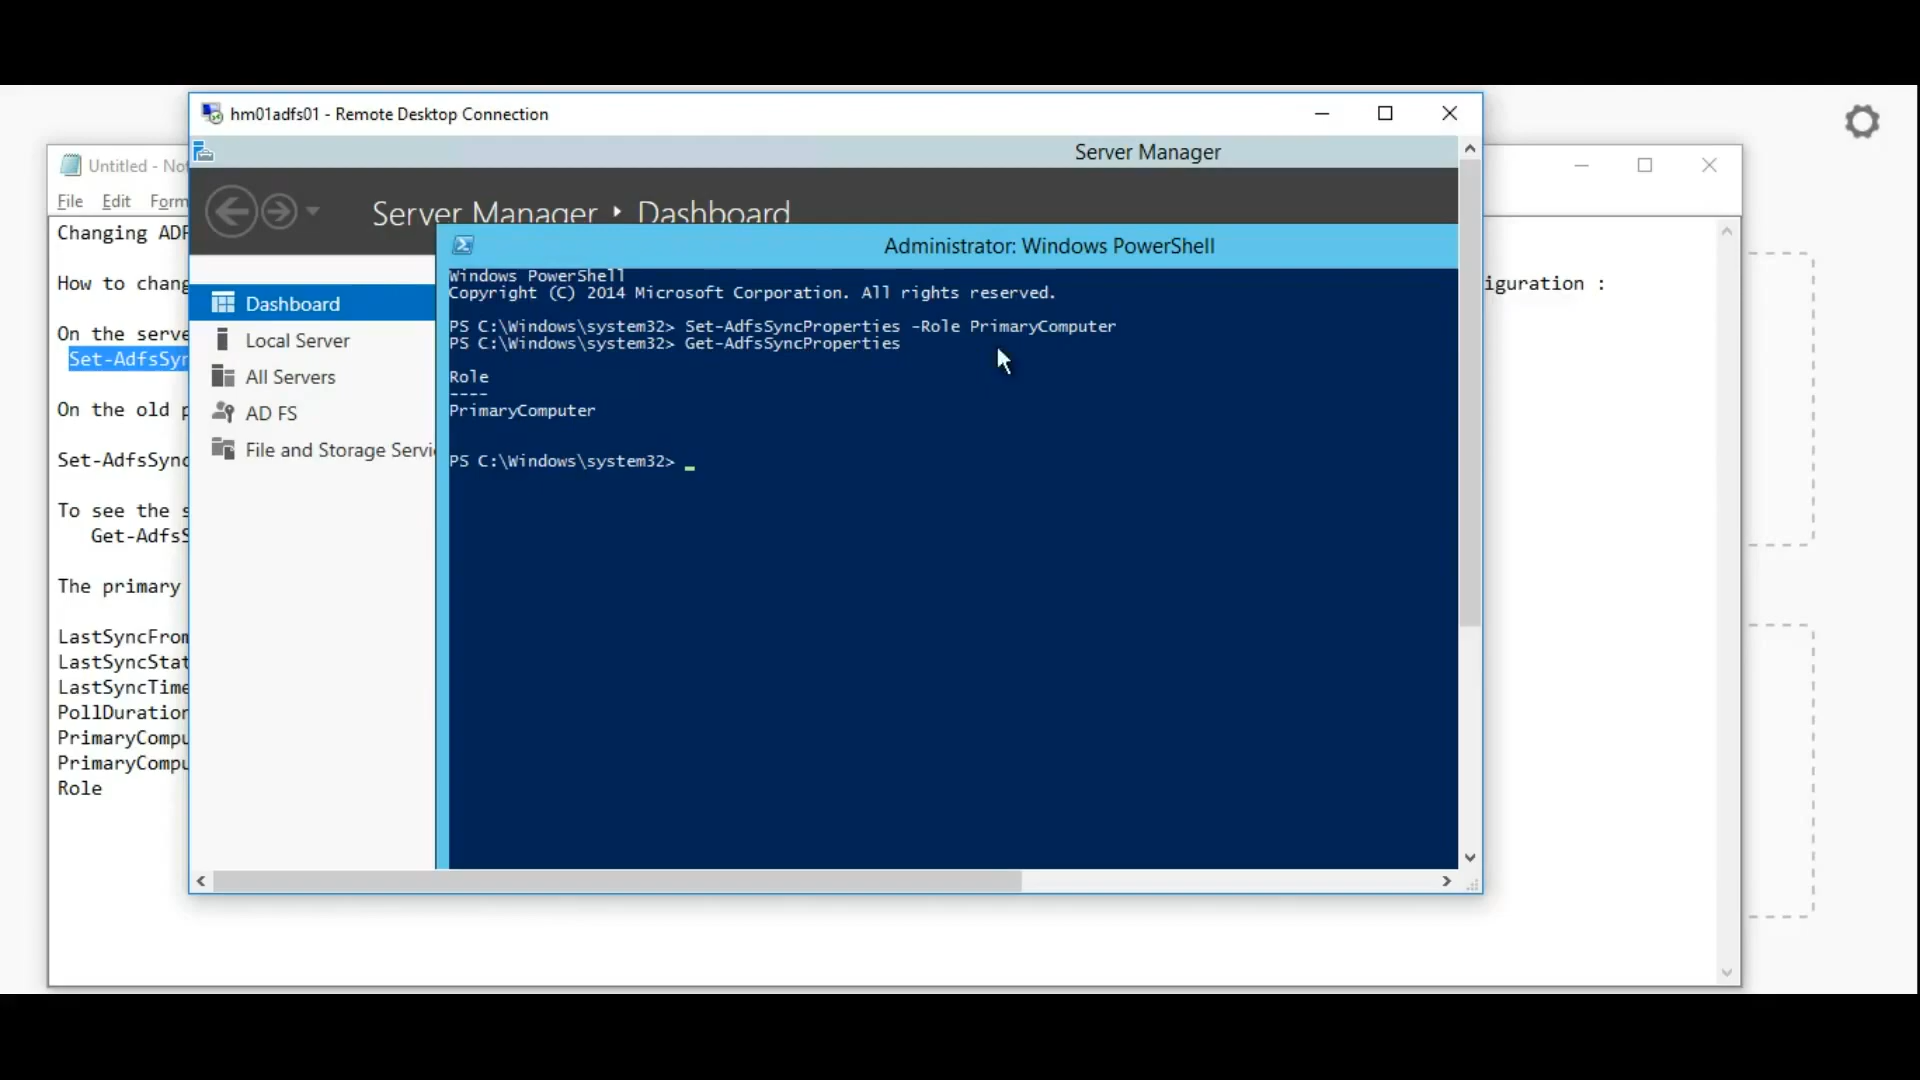 hm01adfs01 - Remote Desktop Connection
Server Manager
Untitled - No
File Edit Form
Server Manager ‣ Dashboard
Administrator: Windows PowerShell
Dashboard
Local Server
All Servers
AD FS
File and Storage Servi
Windows PowerShell
Copyright (C) 2014 Microsoft Corporation. All rights reserved.
PS C:\Windows\system32> Set-AdfsSyncProperties -Role PrimaryComputer
PS C:\Windows\system32> Get-AdfsSyncProperties
Role
----
PrimaryComputer
PS C:\Windows\system32> _
Changing ADF
How to chang
iguration :
On the serve
Set-AdfsSyn
On the old p
Set-AdfsSync
To see the s
Get-AdfsS
The primary
LastSyncFrom
LastSyncStat
LastSyncTime
PollDuration
PrimaryCompu
PrimaryCompu
Role